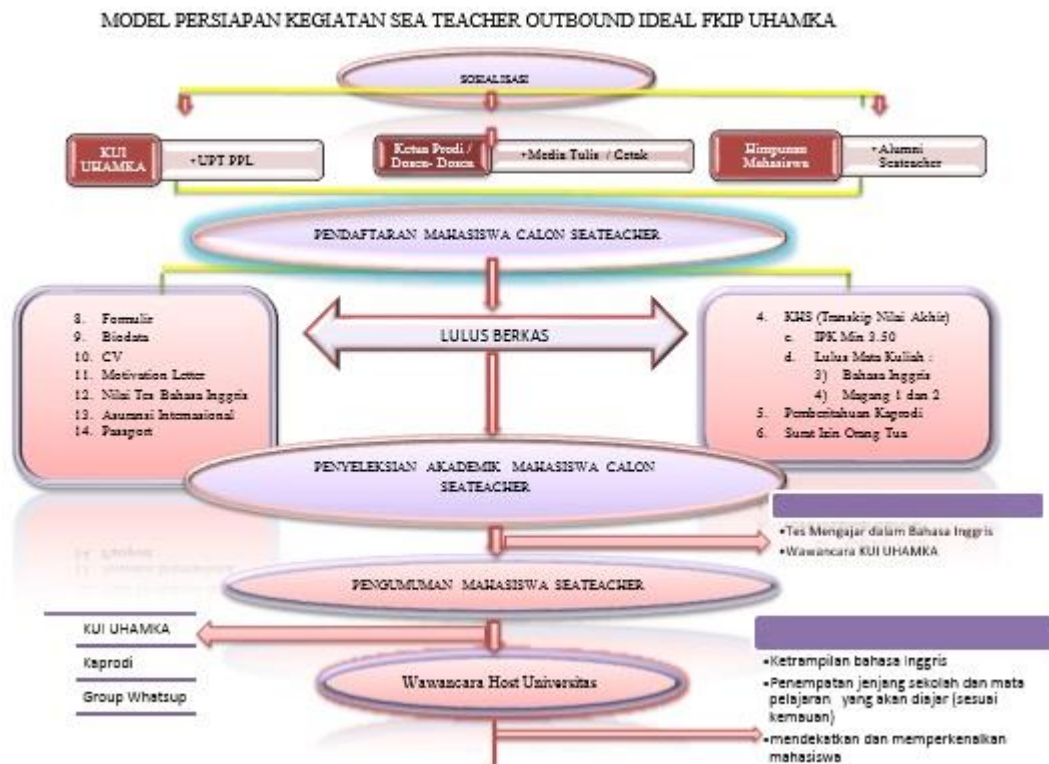 MODEL PERSIAPAN KEGIATAN SEA TEACHER OUTBOUND IDEAL FKIP UHAMKA
SOSIALISASI
KUI
UHAMKA
•UPT PPL
Ketua Prodi /
Dosen- Dosen
•Media Tulis / Cetak
Himpunan
Mahasiswa
•Alumni
Seateacher
PENDAFTARAN MAHASISWA CALON SEATEACHER
8. Formulir
9. Biodata
10. CV
11. Motivation Letter
12. Nilai Tes Bahasa Inggris
13. Asuransi Internasional
14. Passport
LULUS BERKAS
4. KHS (Transkip Nilai Akhir)
c. IPK Min 3.50
d. Lulus Mata Kuliah :
3) Bahasa Inggris
4) Magang 1 dan 2
5. Pemberitahuan Kaprodi
6. Surat Izin Orang Tua
PENYELEKSIAN AKADEMIK MAHASISWA CALON
SEATEACHER
•Tes Mengajar dalam Bahasa Inggris
•Wawancara KUI UHAMKA
PENGUMUMAN MAHASISWA SEATEACHER
KUI UHAMKA
Kaprodi
Group Whatsup
Wawancara Host Universitas
•Ketrampilan bahasa Inggris
•Penempatan jenjang sekolah dan mata
pelajaran yang akan diajar (sesuai
kemauan)
•mendekatkan dan memperkenalkan
mahasiswa